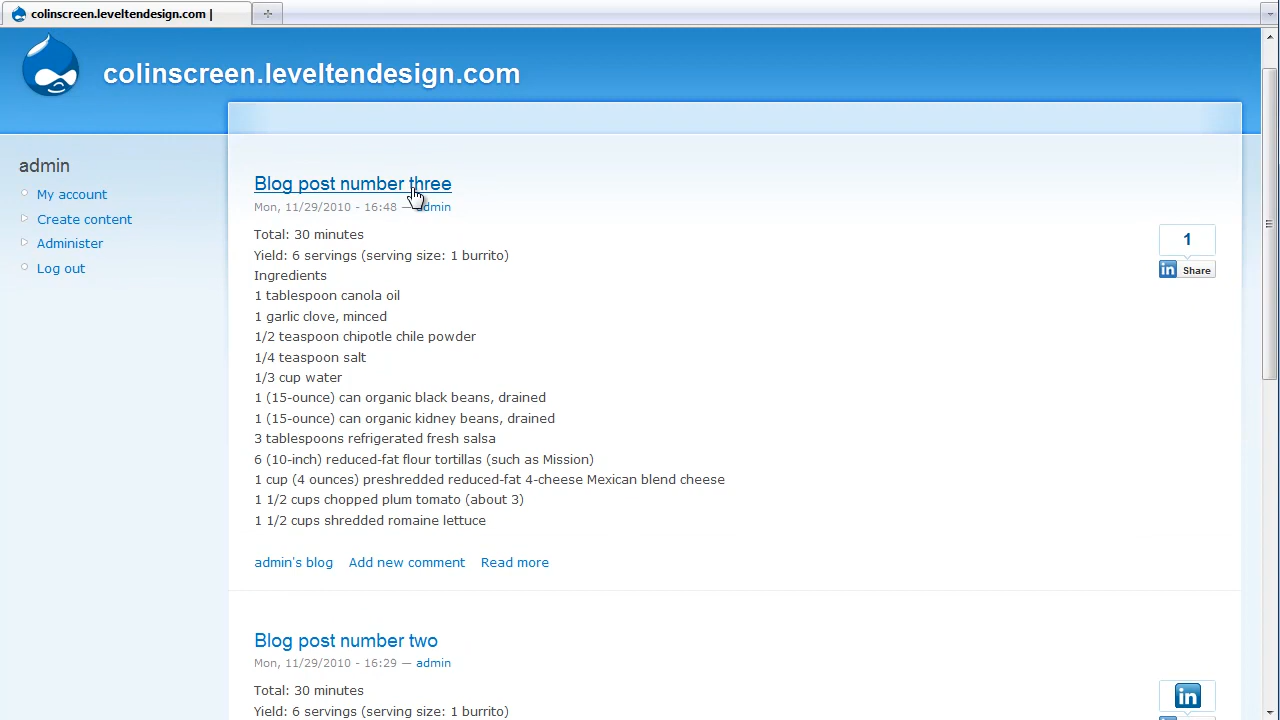 colinscreen.leveltendesign.com |
colinscreen.leveltendesign.com
admin
My account
Create content
Administer
Log out
Blog post number three
Mon, 11/29/2010 - 16:48 — admin
Total: 30 minutes
Yield: 6 servings (serving size: 1 burrito)
Ingredients
1 tablespoon canola oil
1 garlic clove, minced
1/2 teaspoon chipotle chile powder
1/4 teaspoon salt
1/3 cup water
1 (15-ounce) can organic black beans, drained
1 (15-ounce) can organic kidney beans, drained
3 tablespoons refrigerated fresh salsa
6 (10-inch) reduced-fat flour tortillas (such as Mission)
1 cup (4 ounces) preshredded reduced-fat 4-cheese Mexican blend cheese
1 1/2 cups chopped plum tomato (about 3)
1 1/2 cups shredded romaine lettuce
1
in Share
admin's blog Add new comment Read more
Blog post number two
Mon, 11/29/2010 - 16:29 — admin
Total: 30 minutes
Yield: 6 servings (serving size: 1 burrito)
in